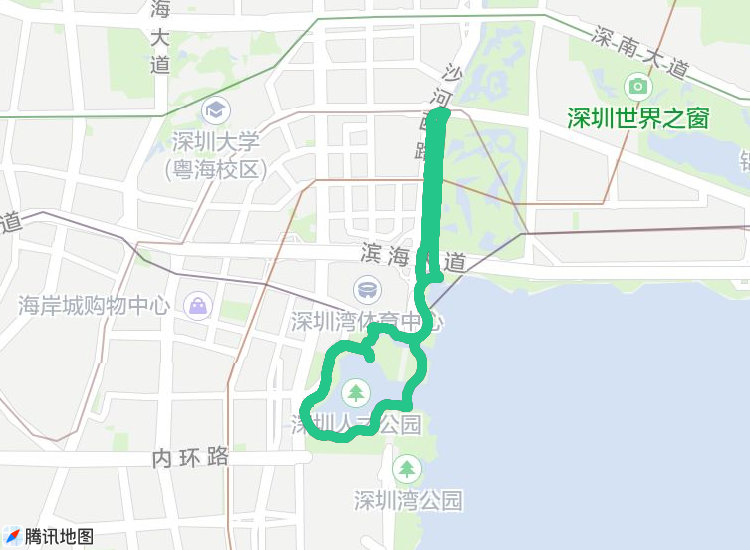 海大道
深南大道
沙河西路
深圳世界之窗
深圳大学
(粤海校区)
锦
道
滨海大道
海岸城购物中心
深圳湾体育中心
深圳人才公园
内环路
深圳湾公园
腾讯地图